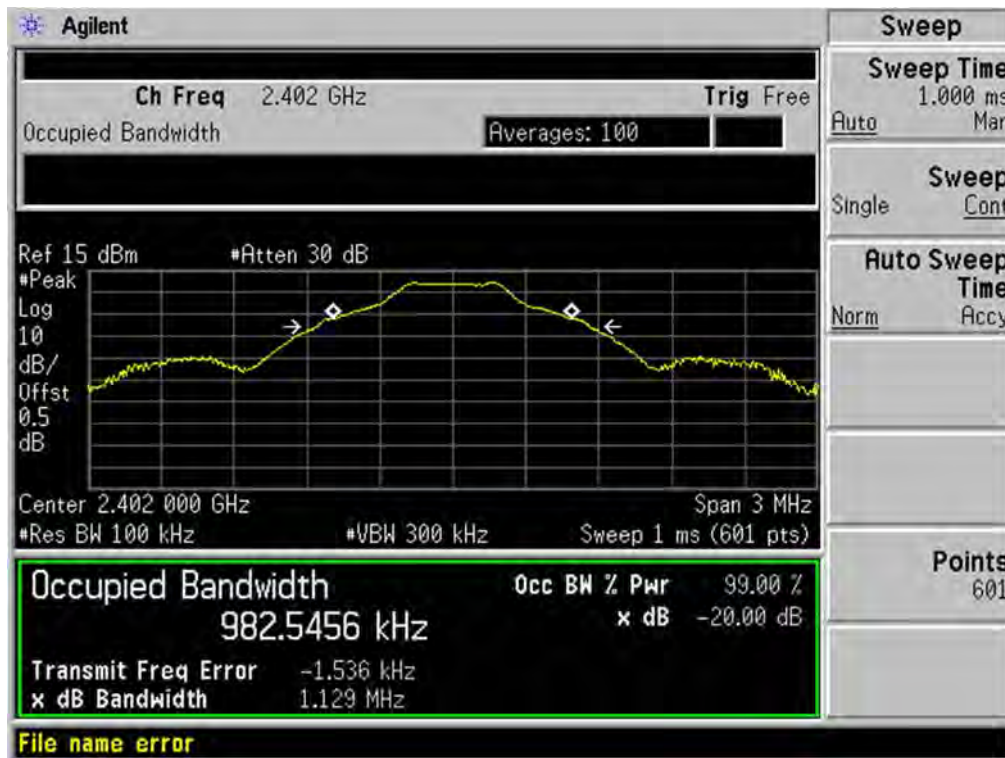 Agilent
Ch Freq 2.402 GHz Trig Free
Occupied Bandwidth Averages: 100
Ref 15 dBm #Atten 30 dB
#Peak
Log
10
dB/
Offst
0.5
dB
Center 2.402 000 GHz Span 3 MHz
#Res BW 100 kHz #VBW 300 kHz Sweep 1 ms (601 pts)
Occupied Bandwidth Occ BW % Pwr 99.00 %
982.5456 kHz x dB -20.00 dB
Transmit Freq Error -1.536 kHz
x dB Bandwidth 1.129 MHz
File name error
Sweep
Sweep Time
1.000 ms
Auto Man
Sweep
Single Cont
Auto Sweep
Time
Norm Accy
Points
601